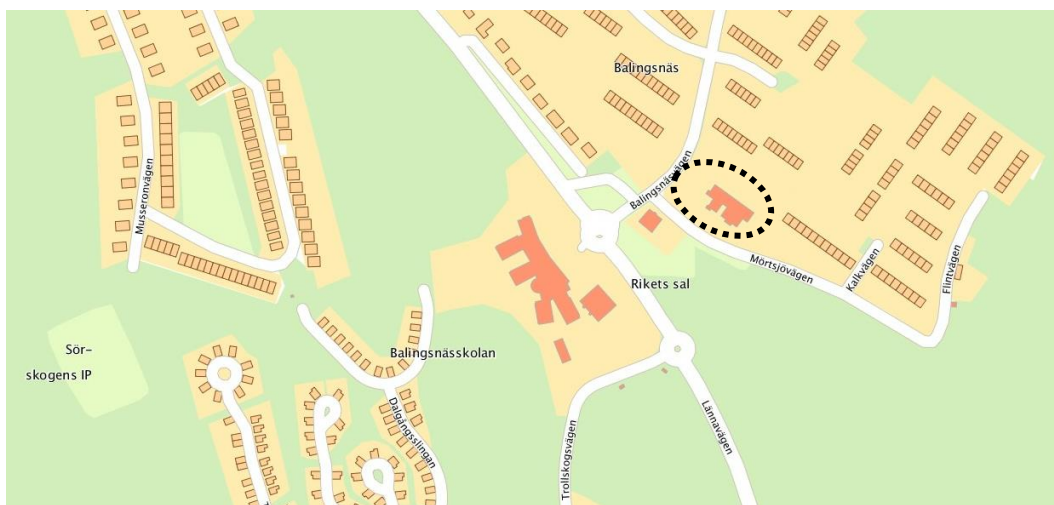 Balingsnäs
Musseronvägen
Balingsnäsvägen
Mörtsjövägen
Kalkvägen
Flintvägen
Rikets sal
Sör-
skogens IP
Balingsnässkolan
Dalgångsslingan
Trollskogsvägen
Lännavägen